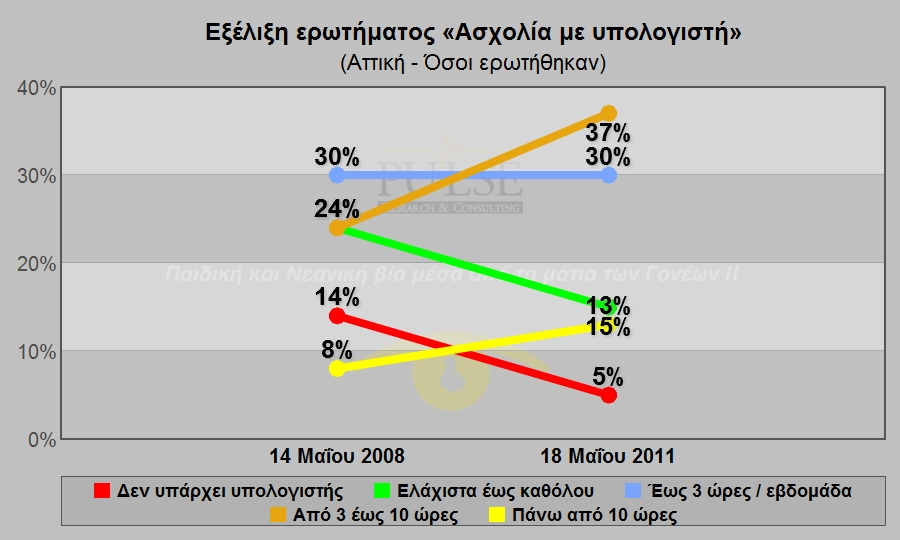 Εξέλιξη ερωτήματος «Ασχολία με υπολογιστή»
(Αττική - Όσοι ερωτήθηκαν)
40%
37%
30%
30%
30%
PULSE
RESEARCH & CONSULTING
24%
20%
Παιδική και Νεανική βία μέσα από τα μάτια των Γονέων II
14%
13%
15%
10%
8%
5%
0%
14 Μαΐου 2008
18 Μαΐου 2011
Δεν υπάρχει υπολογιστής
Ελάχιστα έως καθόλου
Έως 3 ώρες / εβδομάδα
Από 3 έως 10 ώρες
Πάνω από 10 ώρες